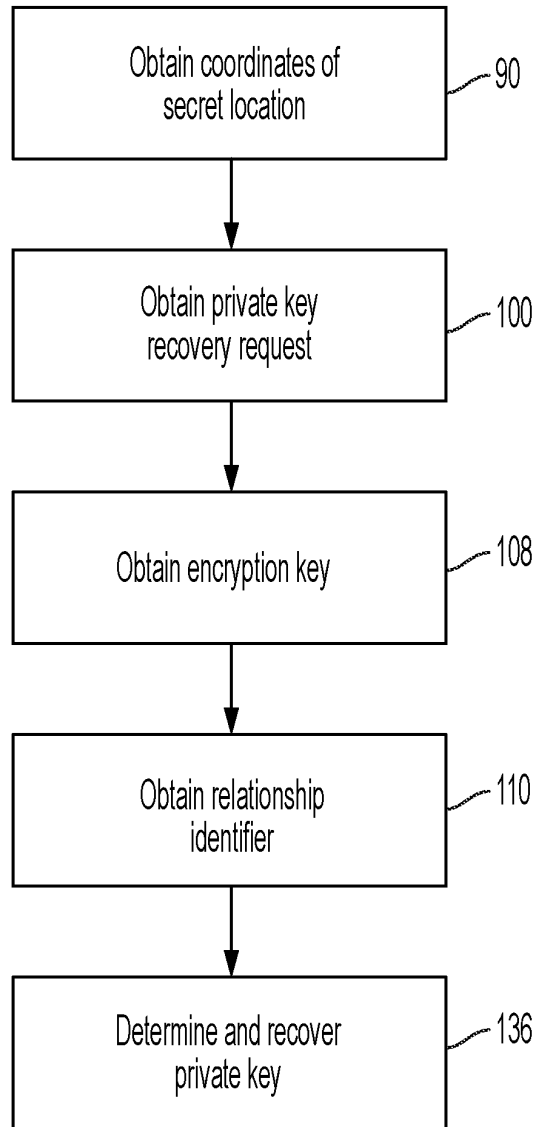 Obtain coordinates of
secret location
90
Obtain private key
recovery request
100
Obtain encryption key
108
Obtain relationship
identifier
110
Determine and recover
private key
136